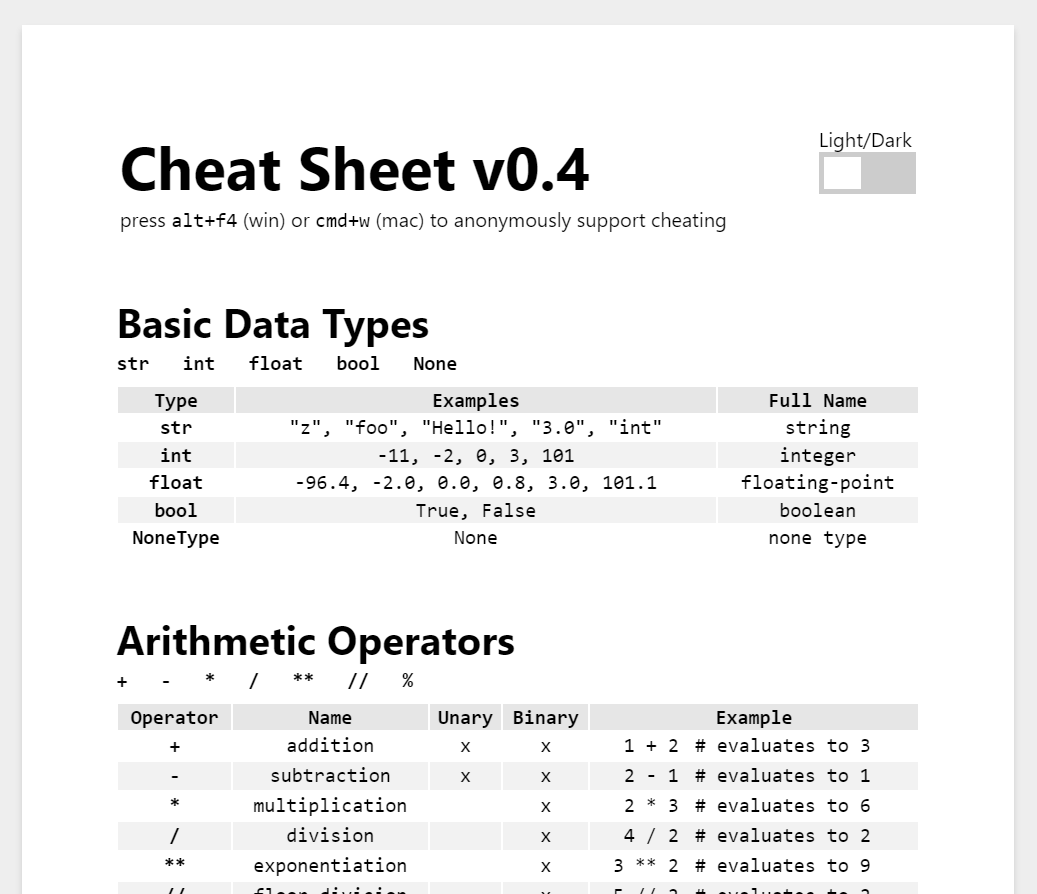 Light/Dark
Cheat Sheet v0.4
press alt+f4 (win) or cmd+w (mac) to anonymously support cheating
Basic Data Types
str int float bool None
Type Examples Full Name
str "z", "foo", "Hello!", "3.0", "int" string
int -11, -2, 0, 3, 101 integer
float -96.4, -2.0, 0.0, 0.8, 3.0, 101.1 floating-point
bool True, False boolean
NoneType None none type
Arithmetic Operators
+ - * / ** // %
Operator Name Unary Binary Example
+ addition x x 1 + 2 # evaluates to 3
- subtraction x x 2 - 1 # evaluates to 1
* multiplication x 2 * 3 # evaluates to 6
/ division x 4 / 2 # evaluates to 2
** exponentiation x 3 ** 2 # evaluates to 9
// floor division x